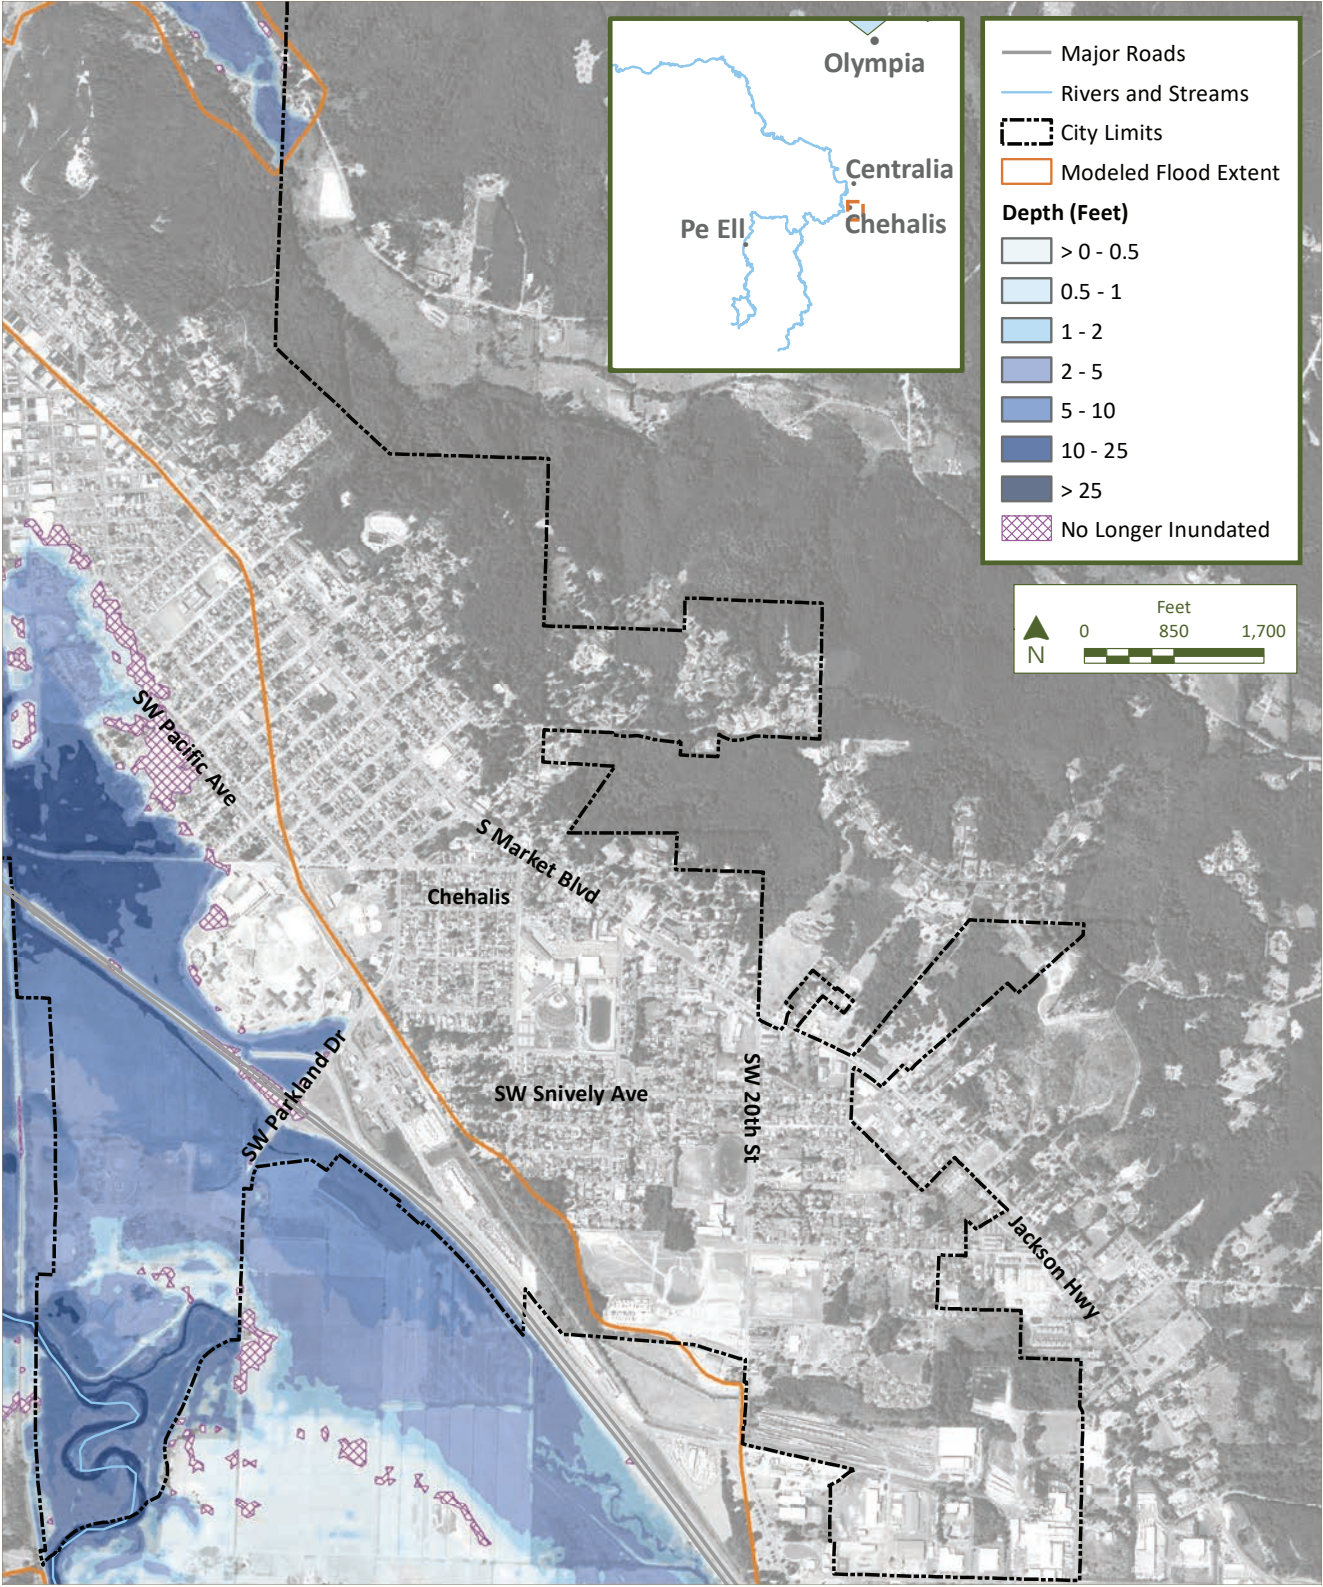 Olympia
Centralia
Chehalis
Pe Ell
Major Roads
Rivers and Streams
City Limits
Modeled Flood Extent
Depth (Feet)
> 0 - 0.5
0.5 - 1
1 - 2
2 - 5
5 - 10
10 - 25
> 25
No Longer Inundated
Feet
0 850 1,700
N
SW Pacific Ave
S Market Blvd
Chehalis
SW Parkland Dr
SW Snively Ave
SW 20th St
Jackson Hwy